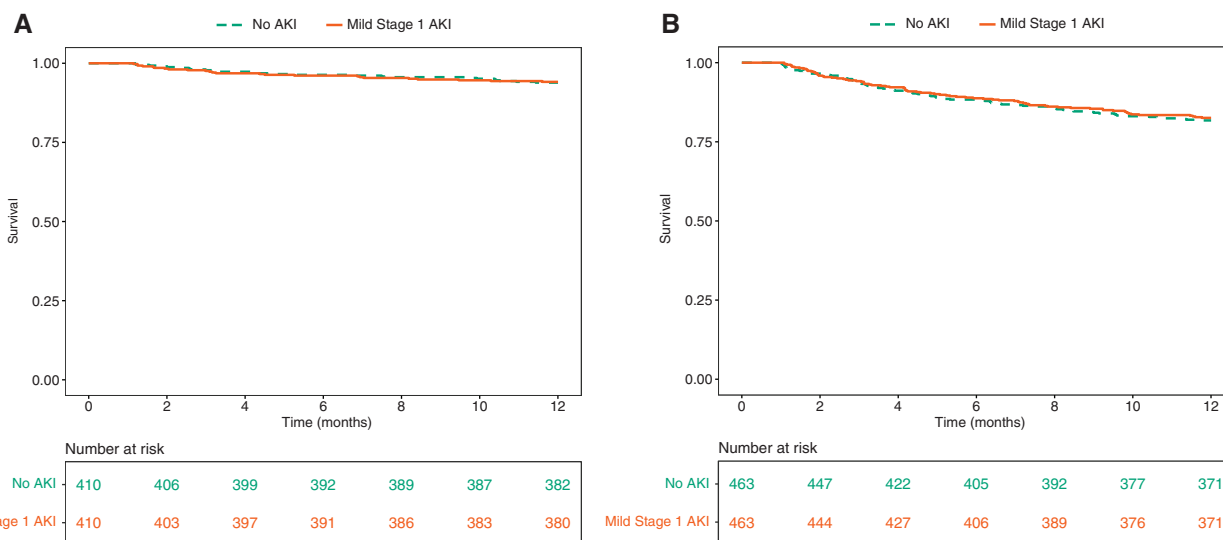 A
No AKI
Mild Stage 1 AKI
1.00
0.75
0.50
0.25
0.00
Survival
0 2 4 6 8 10 12
Time (months)
Number at risk
No AKI 410 406 399 392 389 387 382
age 1 AKI 410 403 397 391 386 383 380
B
No AKI
Mild Stage 1 AKI
1.00
0.75
0.50
0.25
0.00
Survival
0 2 4 6 8 10 12
Time (months)
Number at risk
No AKI 463 447 422 405 392 377 371
Mild Stage 1 AKI 463 444 427 406 389 376 371